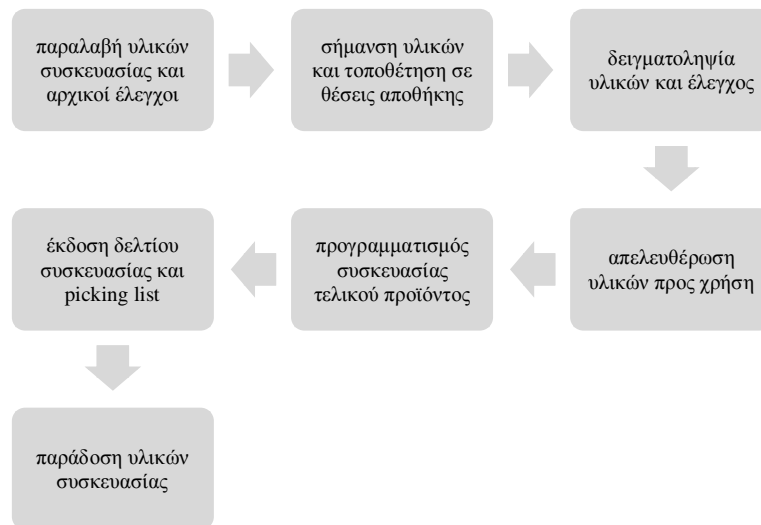 παραλαβή υλικών
συσκευασίας και
αρχικοί έλεγχοι
σήμανση υλικών
και τοποθέτηση σε
θέσεις αποθήκης
δειγματοληψία
υλικών και έλεγχος
απελευθέρωση
υλικών προς χρήση
προγραμματισμός
συσκευασίας
τελικού προϊόντος
έκδοση δελτίου
συσκευασίας και
picking list
παράδοση υλικών
συσκευασίας